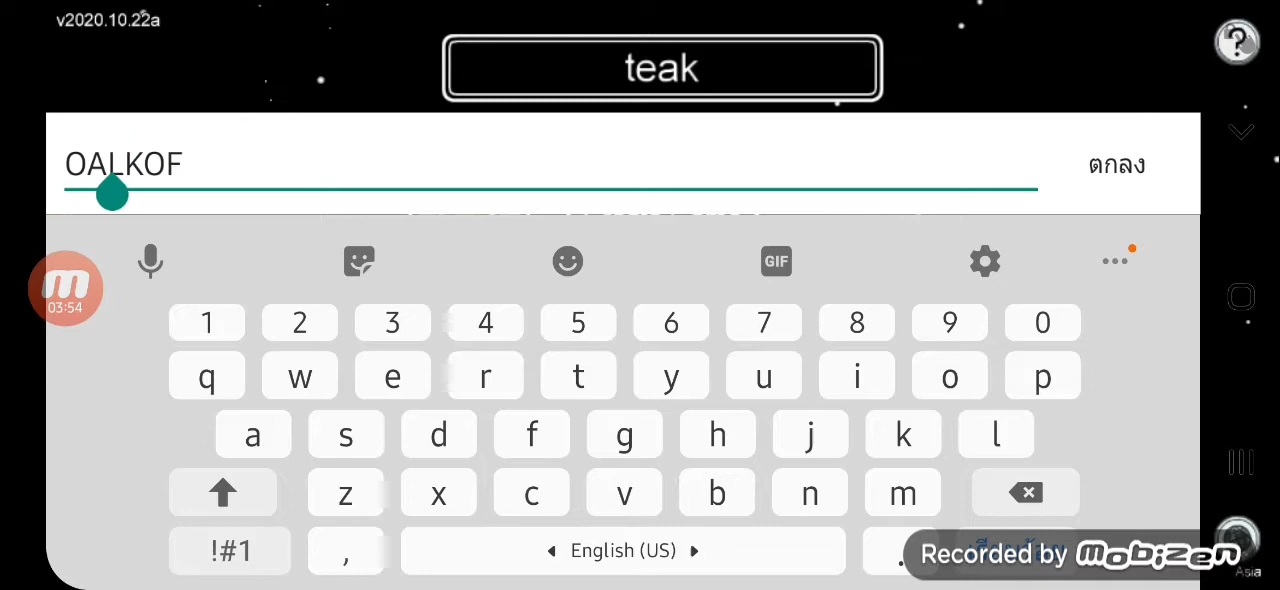 v2020.10.22a
teak
OALKOF
ตกลง
GIF
03:54
1 2 3 4 5 6 7 8 9 0
q w e r t y u i o p
a s d f g h j k l
z x c v b n m
!#1 , English (US) .
Recorded by mobizen
Asia